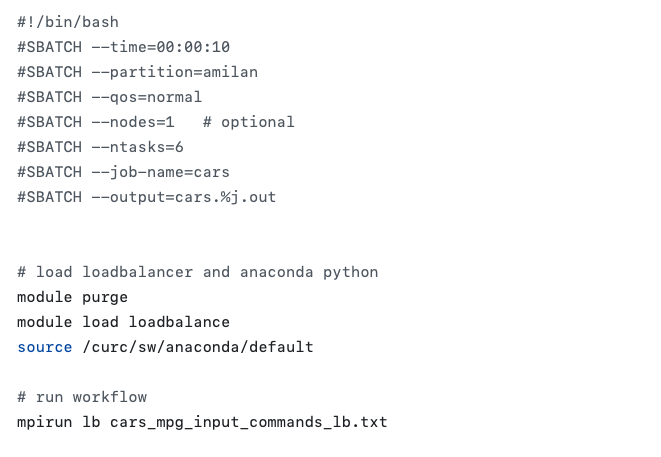 #!/bin/bash
#SBATCH --time=00:00:10
#SBATCH --partition=amilan
#SBATCH --qos=normal
#SBATCH --nodes=1   # optional
#SBATCH --ntasks=6
#SBATCH --job-name=cars
#SBATCH --output=cars.%j.out
# load loadbalancer and anaconda python
module purge
module load loadbalance
source /curc/sw/anaconda/default
# run workflow
mpirun lb cars_mpg_input_commands_lb.txt